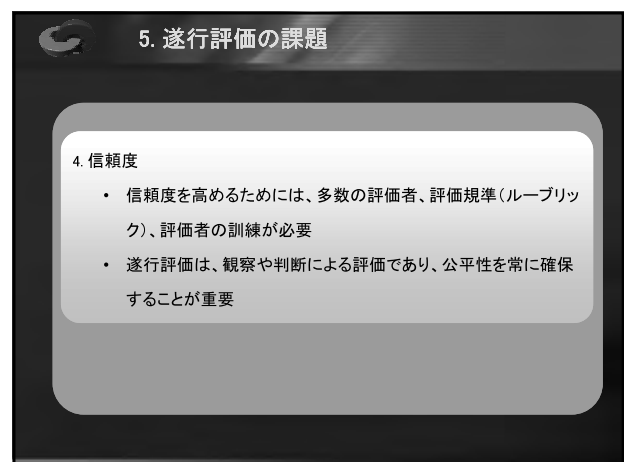 5. 遂行評価の課題
4. 信頼度
• 信頼度を高めるためには、多数の評価者、評価規準（ルーブリッ
ク）、評価者の訓練が必要
• 遂行評価は、観察や判断による評価であり、公平性を常に確保
することが重要